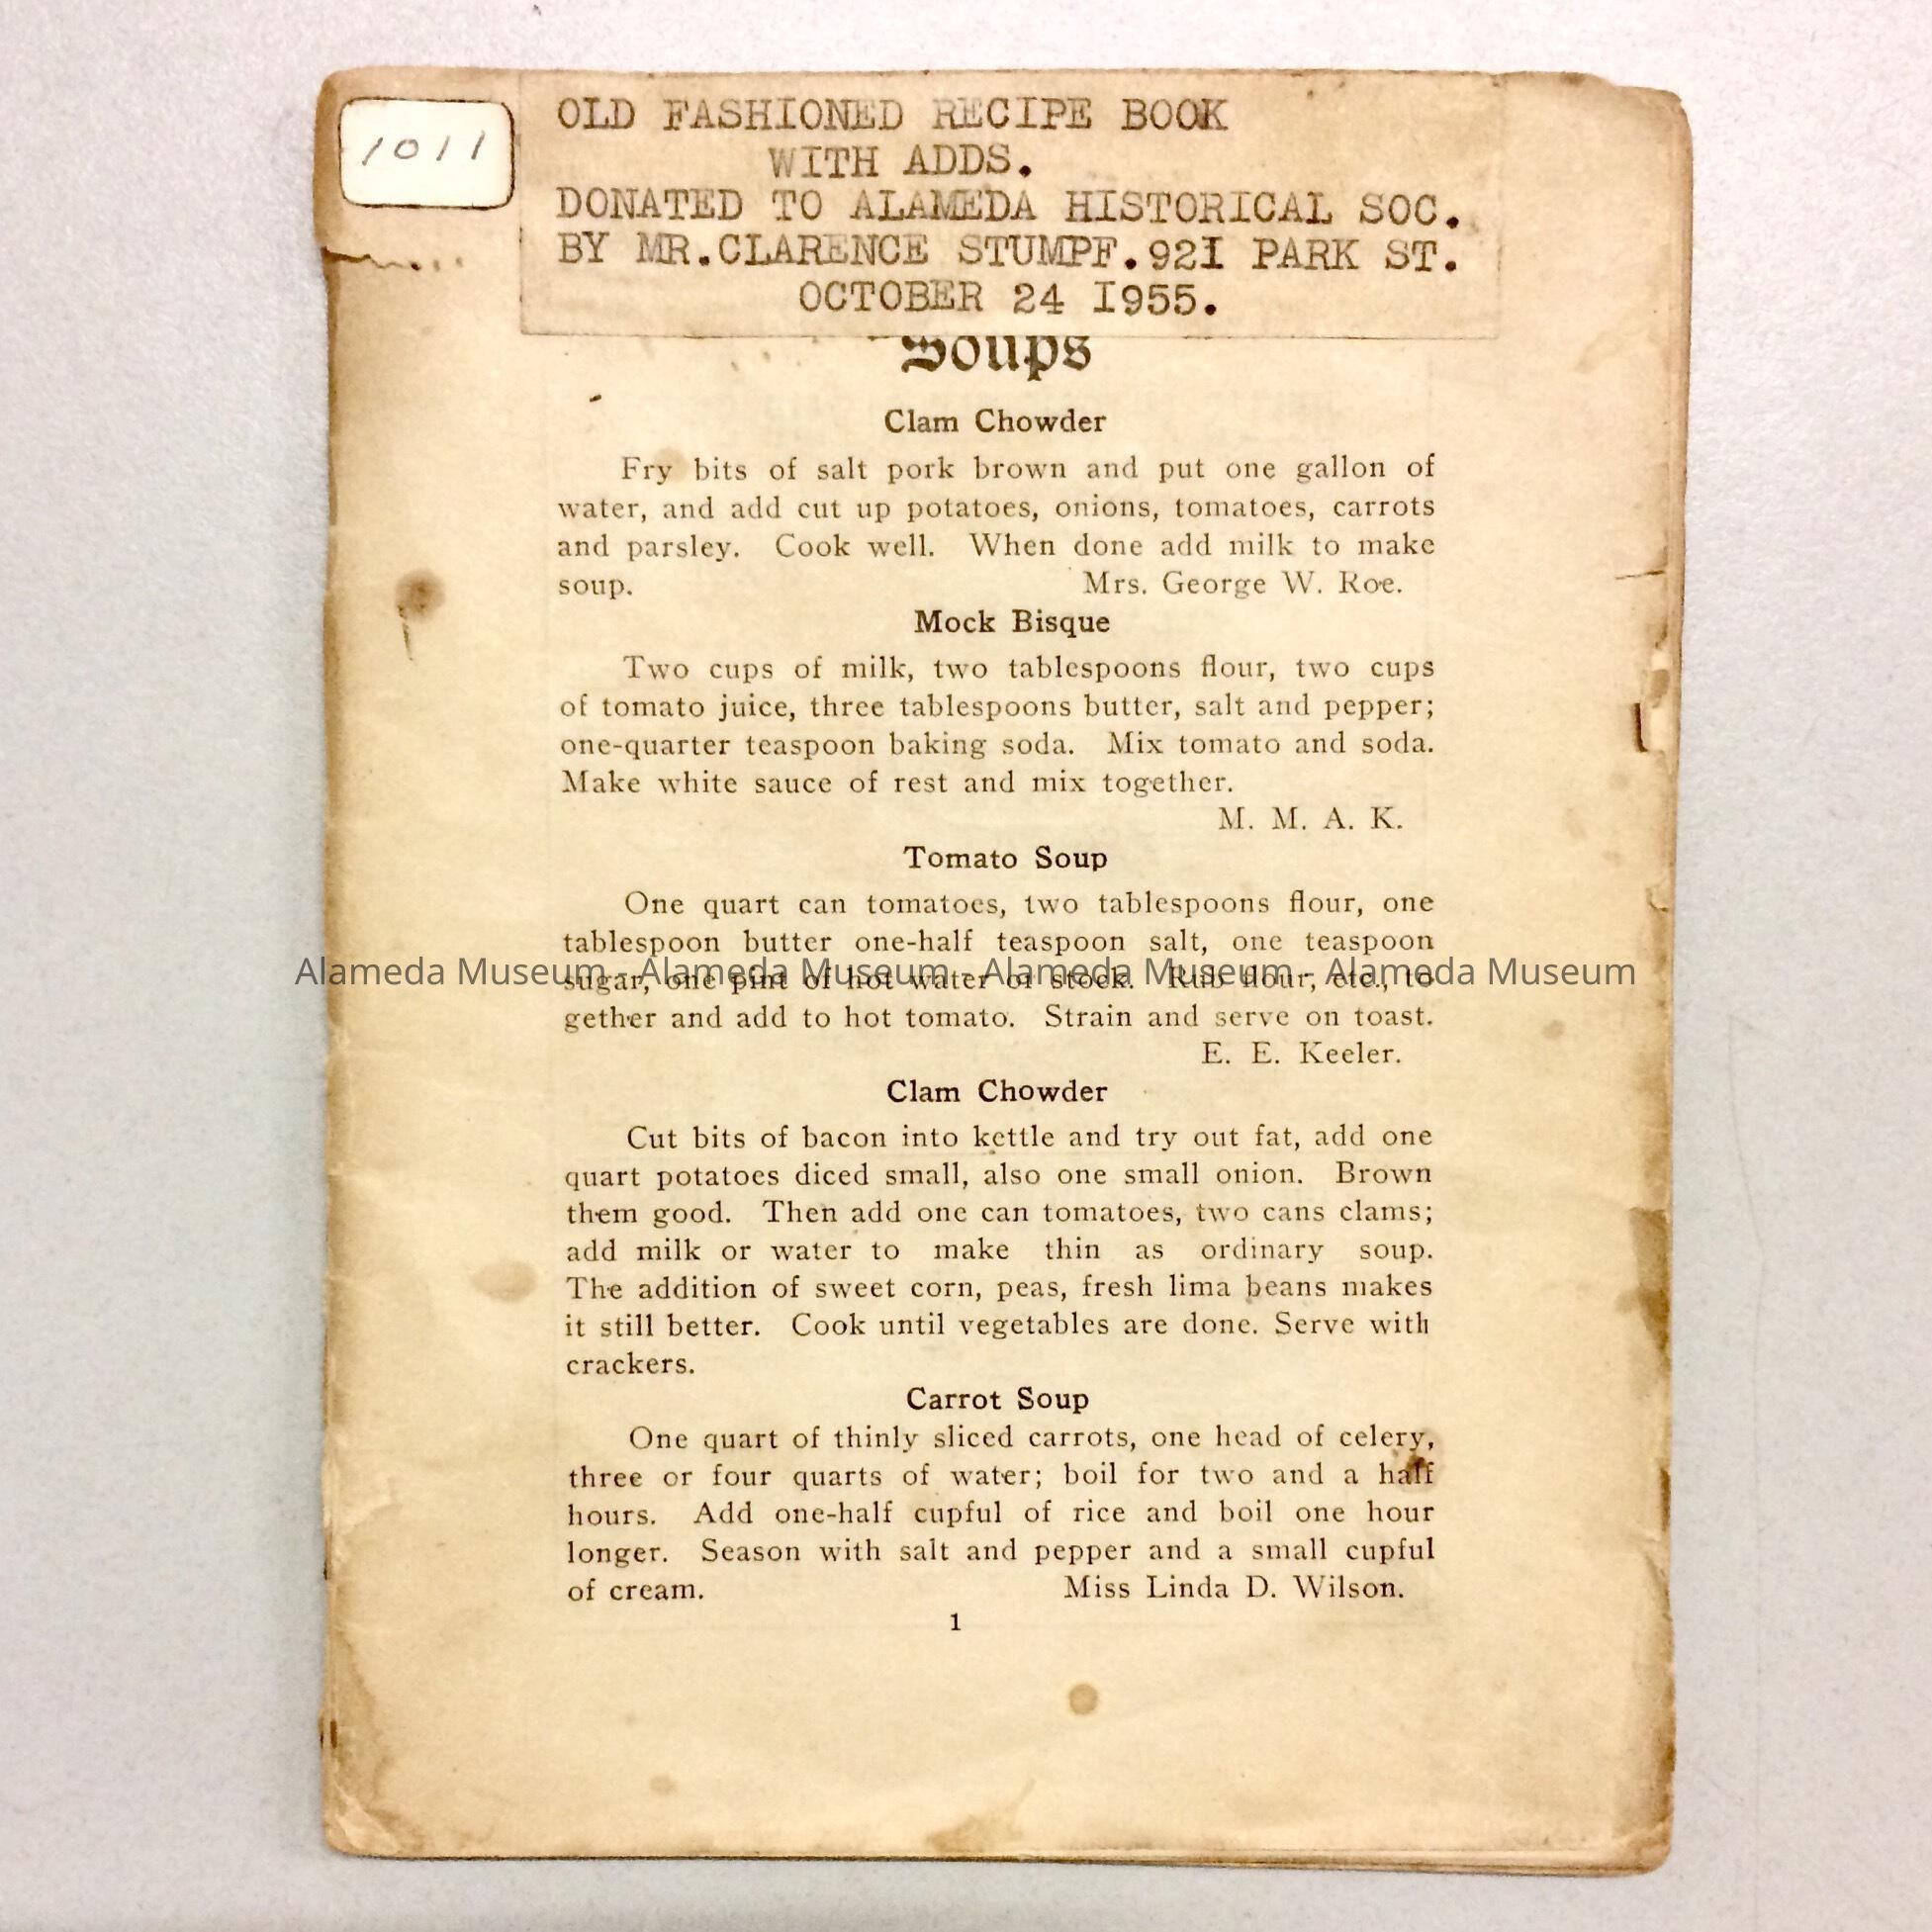 1011
OLD FASHIONED RECIPE BOOK
WITH ADDS.
DONATED TO ALAMEDA HISTORICAL SOC.
BY MR.CLARENCE STUMPF.921 PARK ST.
OCTOBER 24 1955.
Soups
Clam Chowder
Fry bits of salt pork brown and put one gallon of
water, and add cut up potatoes, onions, tomatoes, carrots
and parsley. Cook well. When done add milk to make
soup. Mrs. George W. Roe.
Mock Bisque
Two cups of milk, two tablespoons flour, two cups
of tomato juice, three tablespoons butter, salt and pepper;
one-quarter teaspoon baking soda. Mix tomato and soda.
Make white sauce of rest and mix together.
M. M. A. K.
Tomato Soup
One quart can tomatoes, two tablespoons flour, one
tablespoon butter one-half teaspoon salt, one teaspoon
sugar, one pint of hot water or stock. Rub flour, etc., to
Alameda Museum - Alameda Museum - Alameda Museum - Alameda Museum
gether and add to hot tomato. Strain and serve on toast.
E. E. Keeler.
Clam Chowder
Cut bits of bacon into kettle and try out fat, add one
quart potatoes diced small, also one small onion. Brown
them good. Then add one can tomatoes, two cans clams;
add milk or water to make thin as ordinary soup.
The addition of sweet corn, peas, fresh lima beans makes
it still better. Cook until vegetables are done. Serve with
crackers.
Carrot Soup
One quart of thinly sliced carrots, one head of celery,
three or four quarts of water; boil for two and a half
hours. Add one-half cupful of rice and boil one hour
longer. Season with salt and pepper and a small cupful
of cream. Miss Linda D. Wilson.
1